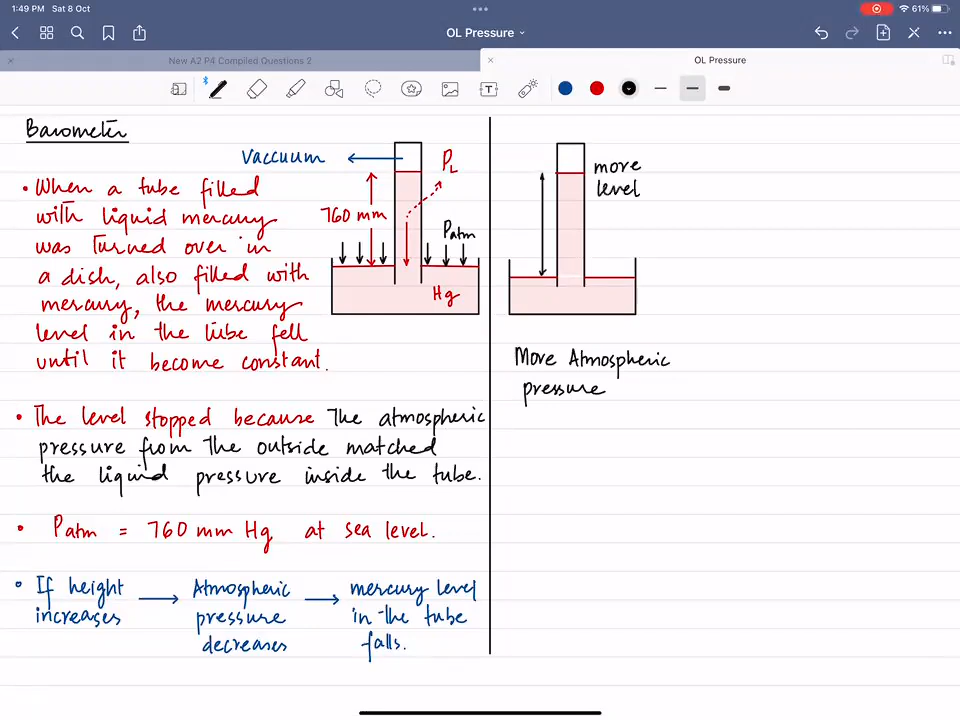 1:49 PM Sat 8 Oct
61%
OL Pressure
New A2 P4 Compiled Questions 2
OL Pressure
Barometer
Vaccuum
PL
760 mm
Patm
Hg
• When a tube filled
with liquid mercury
was turned over in
a dish, also filled with
mercury, the mercury
level in the tube fell
until it become constant.
• The level stopped because the atmospheric
pressure from the outside matched
the liquid pressure inside the tube.
• Patm = 760 mm Hg at sea level.
• If height
increases
Atmospheric
pressure
decreases
mercury level
in the tube
falls.
more
level
More Atmospheric
pressure